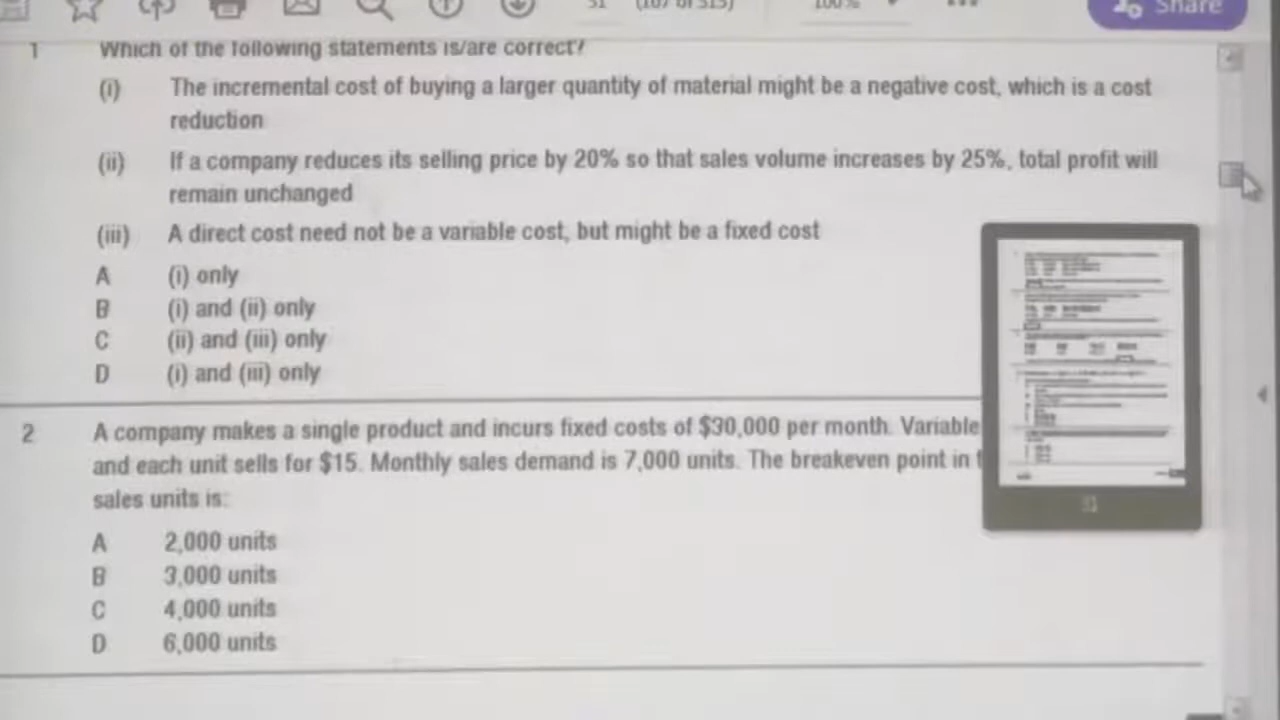 Share
1 Which of the following statements is/are correct?
(i) The incremental cost of buying a larger quantity of material might be a negative cost, which is a cost
reduction
(ii) If a company reduces its selling price by 20% so that sales volume increases by 25%, total profit will
remain unchanged
(iii) A direct cost need not be a variable cost, but might be a fixed cost
A (i) only
B (i) and (ii) only
C (ii) and (iii) only
D (i) and (iii) only
2 A company makes a single product and incurs fixed costs of $30,000 per month. Variable
and each unit sells for $15. Monthly sales demand is 7,000 units. The breakeven point in
sales units is:
A 2,000 units
B 3,000 units
C 4,000 units
D 6,000 units